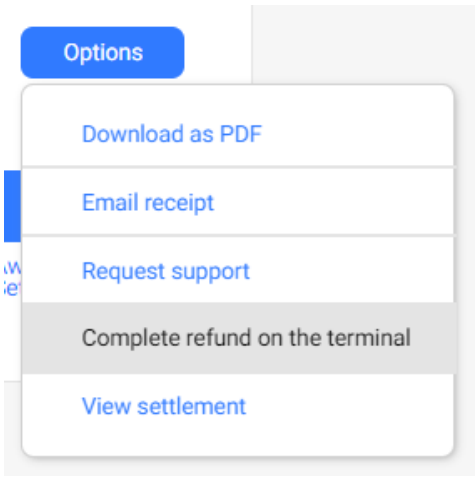 Options
Download as PDF
Email receipt
Request support
Complete refund on the terminal
View settlement